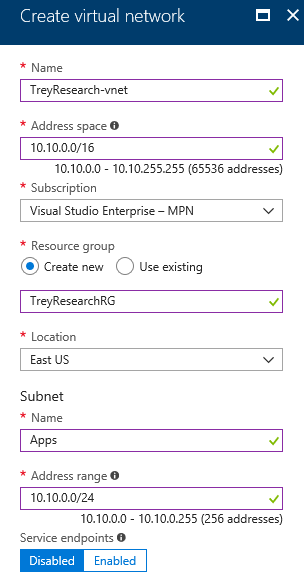 Create virtual network
* Name
TreyResearch-vnet
* Address space
10.10.0.0/16
10.10.0.0 - 10.10.255.255 (65536 addresses)
* Subscription
Visual Studio Enterprise – MPN
* Resource group
Create new Use existing
TreyResearchRG
* Location
East US
Subnet
* Name
Apps
* Address range
10.10.0.0/24
10.10.0.0 - 10.10.0.255 (256 addresses)
Service endpoints
Disabled Enabled